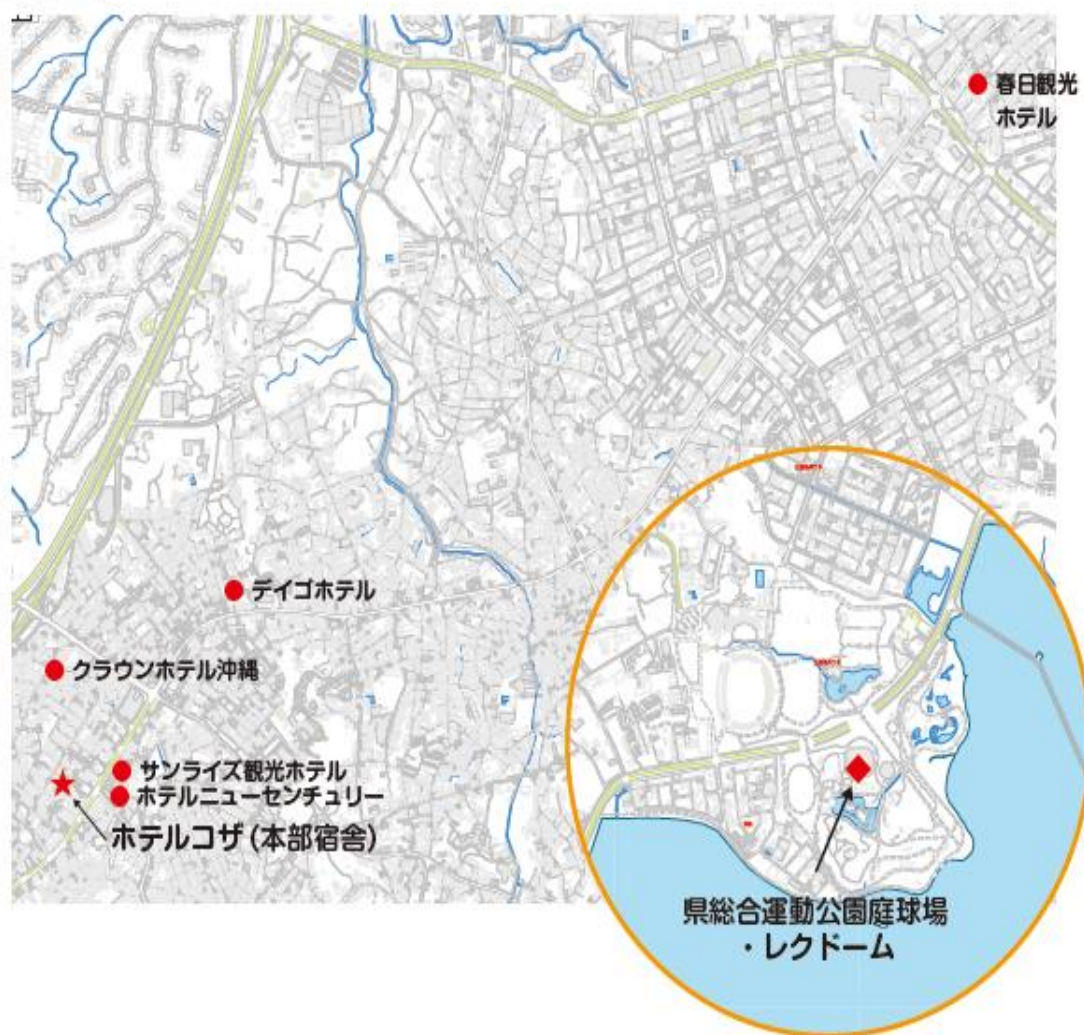 春日観光
ホテル
デイゴホテル
クラウンホテル沖縄
サンライズ観光ホテル
ホテルニューセンチュリー
ホテルコザ(本部宿舎)
県総合運動公園庭球場
・レクドーム